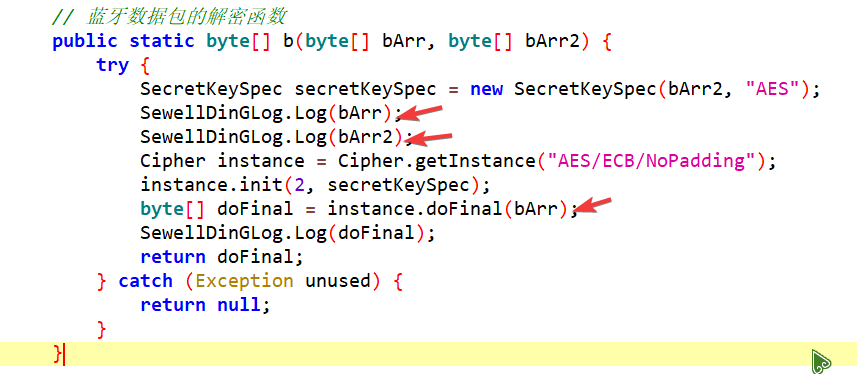 // 蓝牙数据包的解密函数
public static byte[] b(byte[] bArr, byte[] bArr2) {
try {
SecretKeySpec secretKeySpec = new SecretKeySpec(bArr2, "AES");
SewellDinGLog.Log(bArr);
SewellDinGLog.Log(bArr2);
Cipher instance = Cipher.getInstance("AES/ECB/NoPadding");
instance.init(2, secretKeySpec);
byte[] doFinal = instance.doFinal(bArr);
SewellDinGLog.Log(doFinal);
return doFinal;
} catch (Exception unused) {
return null;
}
}